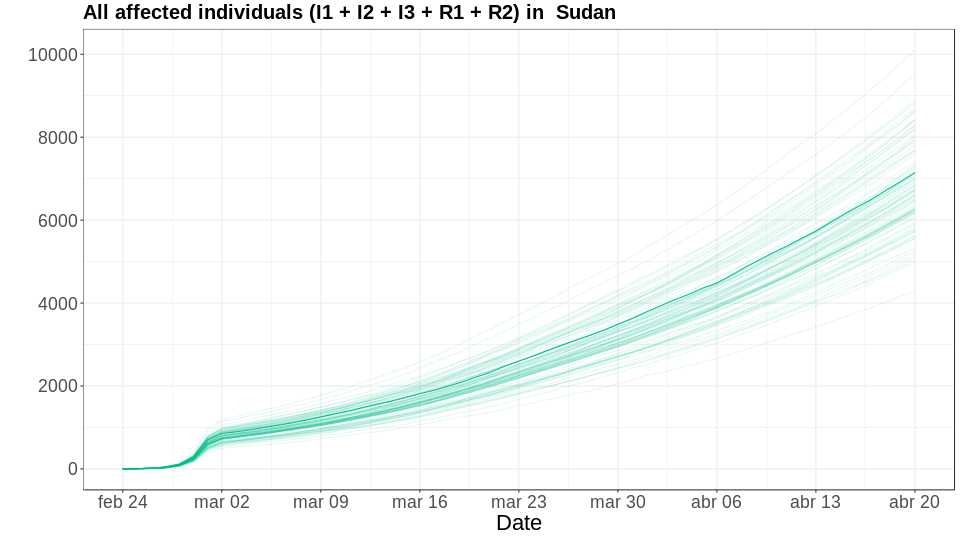 All affected individuals (I1 + I2 + I3 + R1 + R2) in  Sudan
10000
8000
6000
4000
2000
0
feb 24 mar 02 mar 09 mar 16 mar 23 mar 30 abr 06 abr 13 abr 20
Date